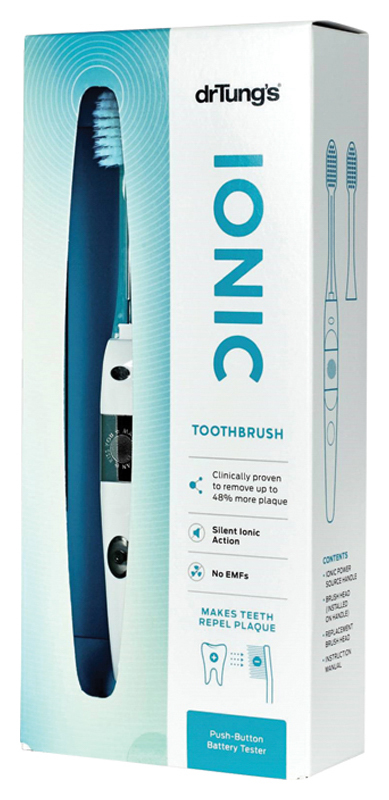 drTung's®
IONIC
TOOTHBRUSH
Clinically proven
to remove up to
48% more plaque
Silent Ionic
Action
No EMFs
MAKES TEETH
REPEL PLAQUE
Push-Button
Battery Tester
CONTENTS
• IONIC POWER
SOURCE HANDLE
• BRUSH HEAD
(INSTALLED
ON HANDLE)
• REPLACEMENT
BRUSH HEAD
• INSTRUCTION
MANUAL